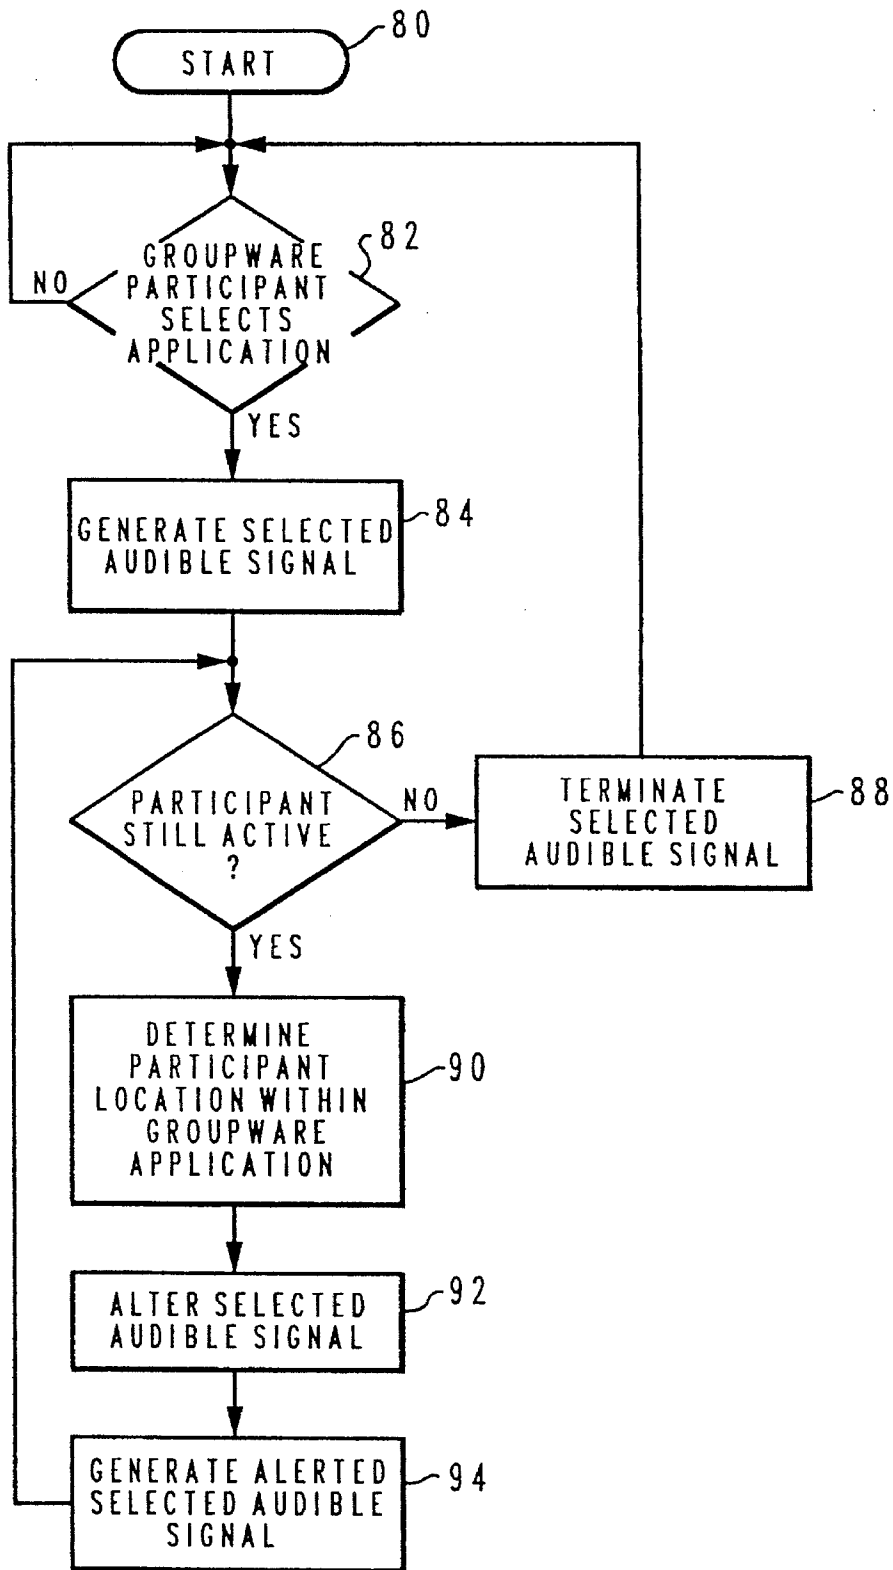 80
START
82
GROUPWARE
PARTICIPANT
SELECTS
APPLICATION
NO
YES
84
GENERATE SELECTED
AUDIBLE SIGNAL
86
PARTICIPANT
STILL ACTIVE
?
NO
88
TERMINATE
SELECTED
AUDIBLE SIGNAL
YES
90
DETERMINE
PARTICIPANT
LOCATION WITHIN
GROUPWARE
APPLICATION
92
ALTER SELECTED
AUDIBLE SIGNAL
94
GENERATE ALERTED
SELECTED AUDIBLE
SIGNAL